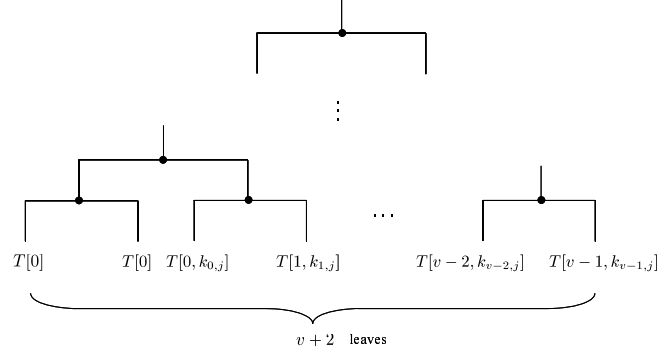 T[0] T[0] T[0, k_{0,j}] T[1, k_{1,j}] T[v − 2, k_{v−2,j}] T[v − 1, k_{v−1,j}]
v + 2 leaves